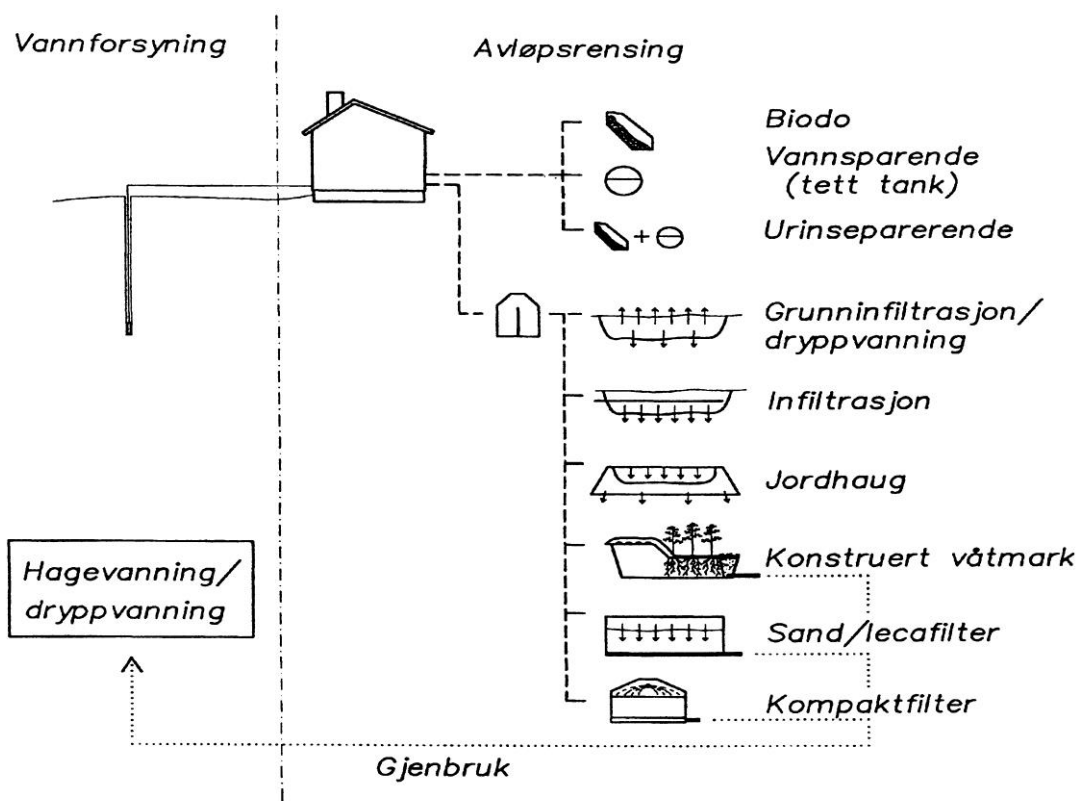 Vannforsyning
Avløpsrensing
Biodo
Vannsparende
(tett tank)
Urinseparerende
Grunninfiltrasjon/
dryppvanning
Infiltrasjon
Jordhaug
Konstruert våtmark
Hagevanning/
dryppvanning
Sand/lecafilter
Kompaktfilter
Gjenbruk